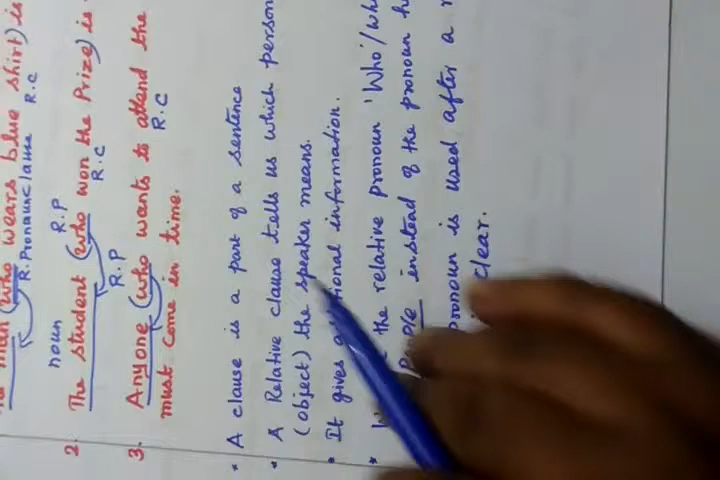 man (who wears blue shirt) is
R. Pronoun clause R.C
noun R.P
2. The student (who won the Prize) is
R.C
R.P
3. Anyone (who wants to attend the
R.C
must come in time.
* A clause is a part of a sentence
* A Relative clause tells us which person
(object) the speaker means.
* It gives additional information.
* the relative pronoun 'Who'/
People instead of the pronoun
Pronoun is used after a
clear.